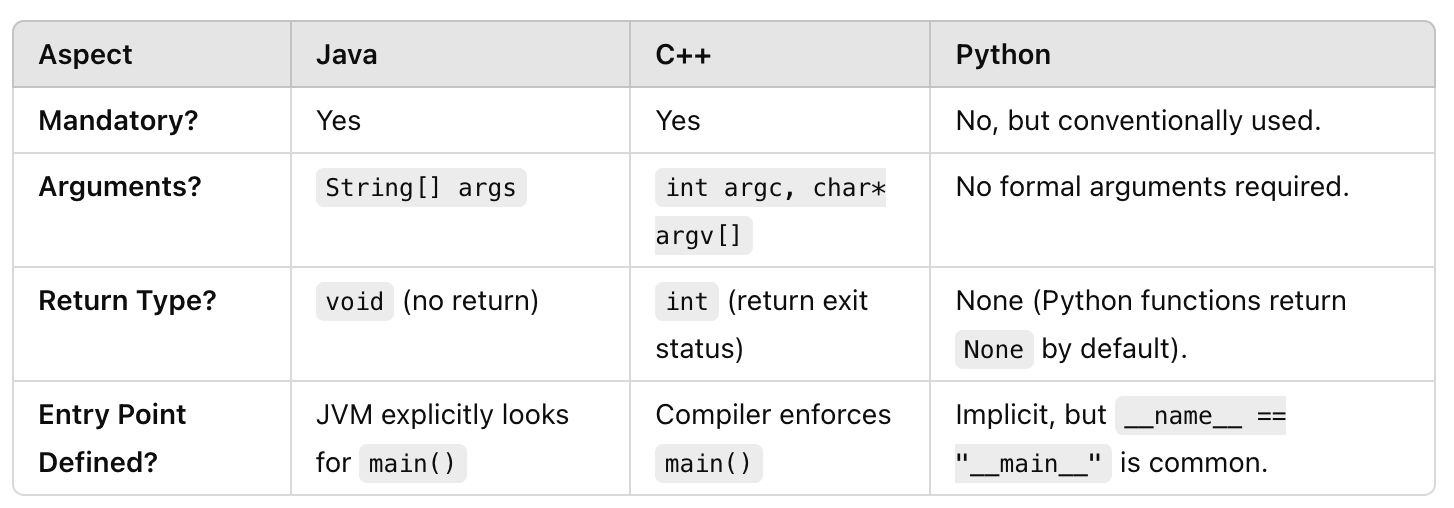 Aspect Java C++ Python
Mandatory? Yes Yes No, but conventionally used.
Arguments? String[] args int argc, char* No formal arguments required.
argv[]
Return Type? void (no return) int (return exit None (Python functions return
status) None by default).
Entry Point JVM explicitly looks Compiler enforces Implicit, but __name__ ==
Defined? for main() main() "__main__" is common.